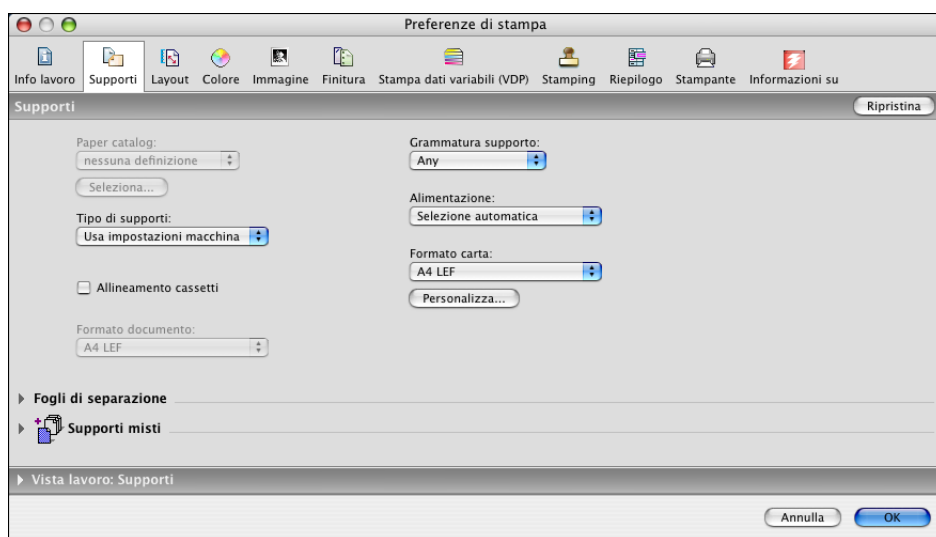 Preferenze di stampa
Info lavoro Supporti Layout Colore Immagine Finitura Stampa dati variabili (VDP) Stamping Riepilogo Stampante Informazioni su
Supporti Ripristina
Paper catalog:
nessuna definizione
Seleziona...
Tipo di supporti:
Usa impostazioni macchina
Allineamento cassetti
Formato documento:
A4 LEF
Grammatura supporto:
Any
Alimentazione:
Selezione automatica
Formato carta:
A4 LEF
Personalizza...
Fogli di separazione
Supporti misti
Vista lavoro: Supporti
Annulla OK